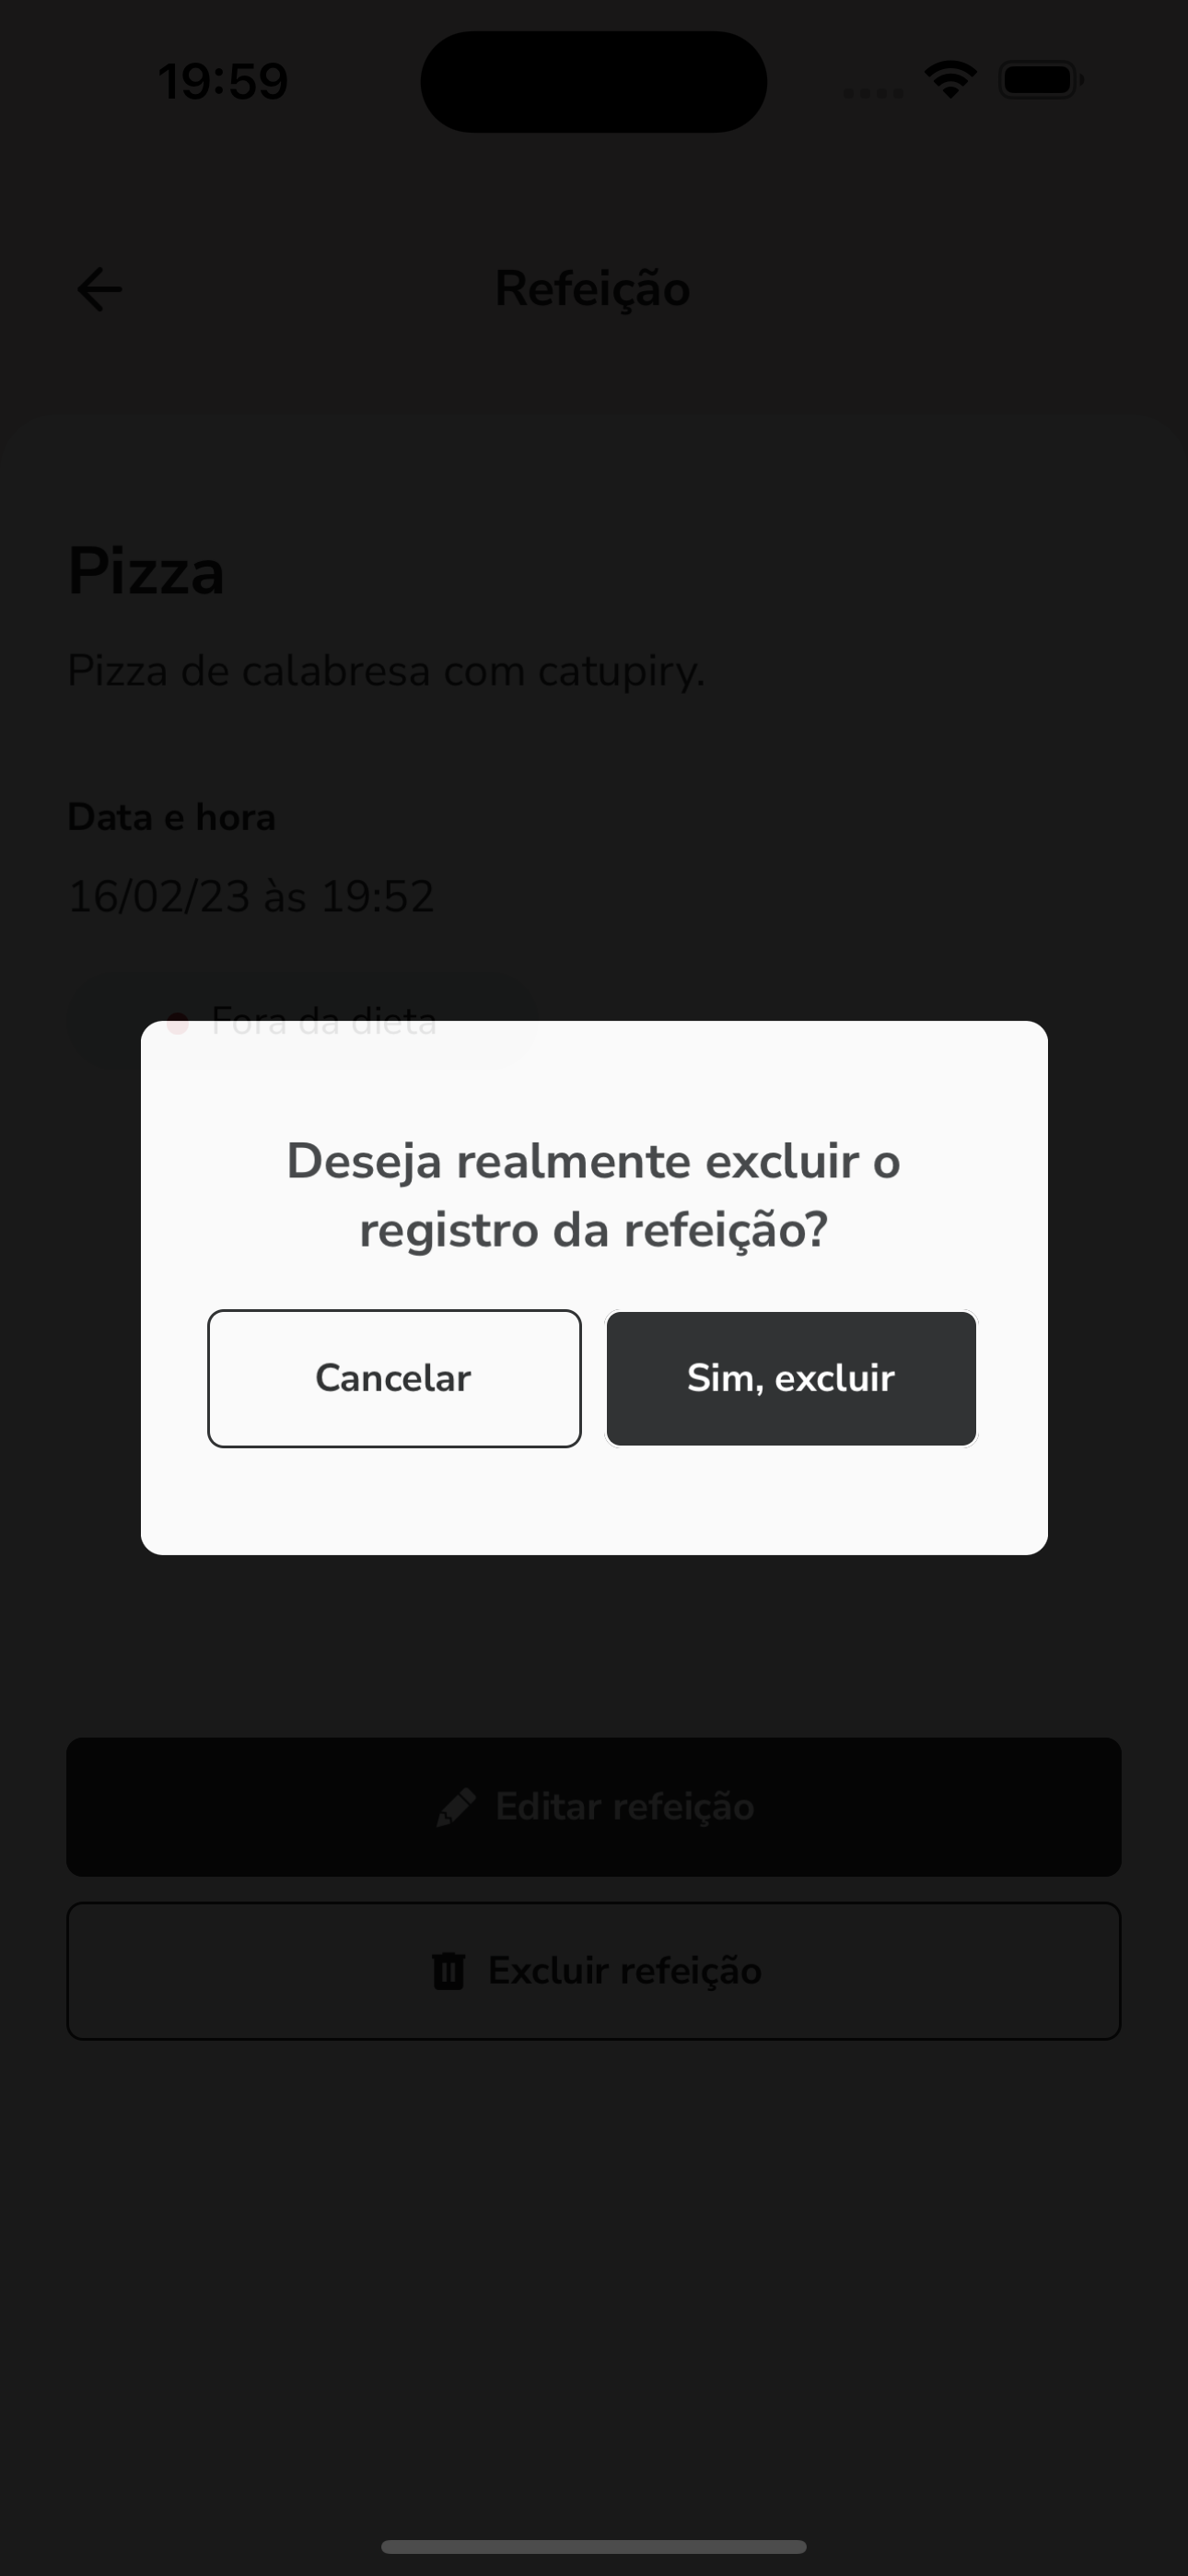 19:59
Refeição
Pizza
Pizza de calabresa com catupiry.
Data e hora
16/02/23 às 19:52
Fora da dieta
Deseja realmente excluir o
registro da refeição?
Cancelar
Sim, excluir
Editar refeição
Excluir refeição